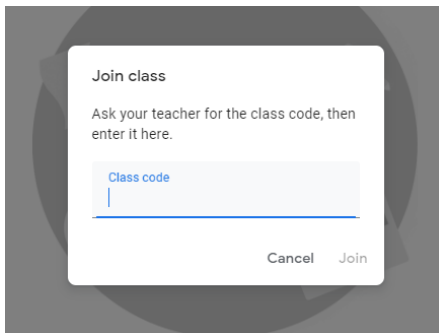 Join class
Ask your teacher for the class code, then
enter it here.
Class code
Cancel Join